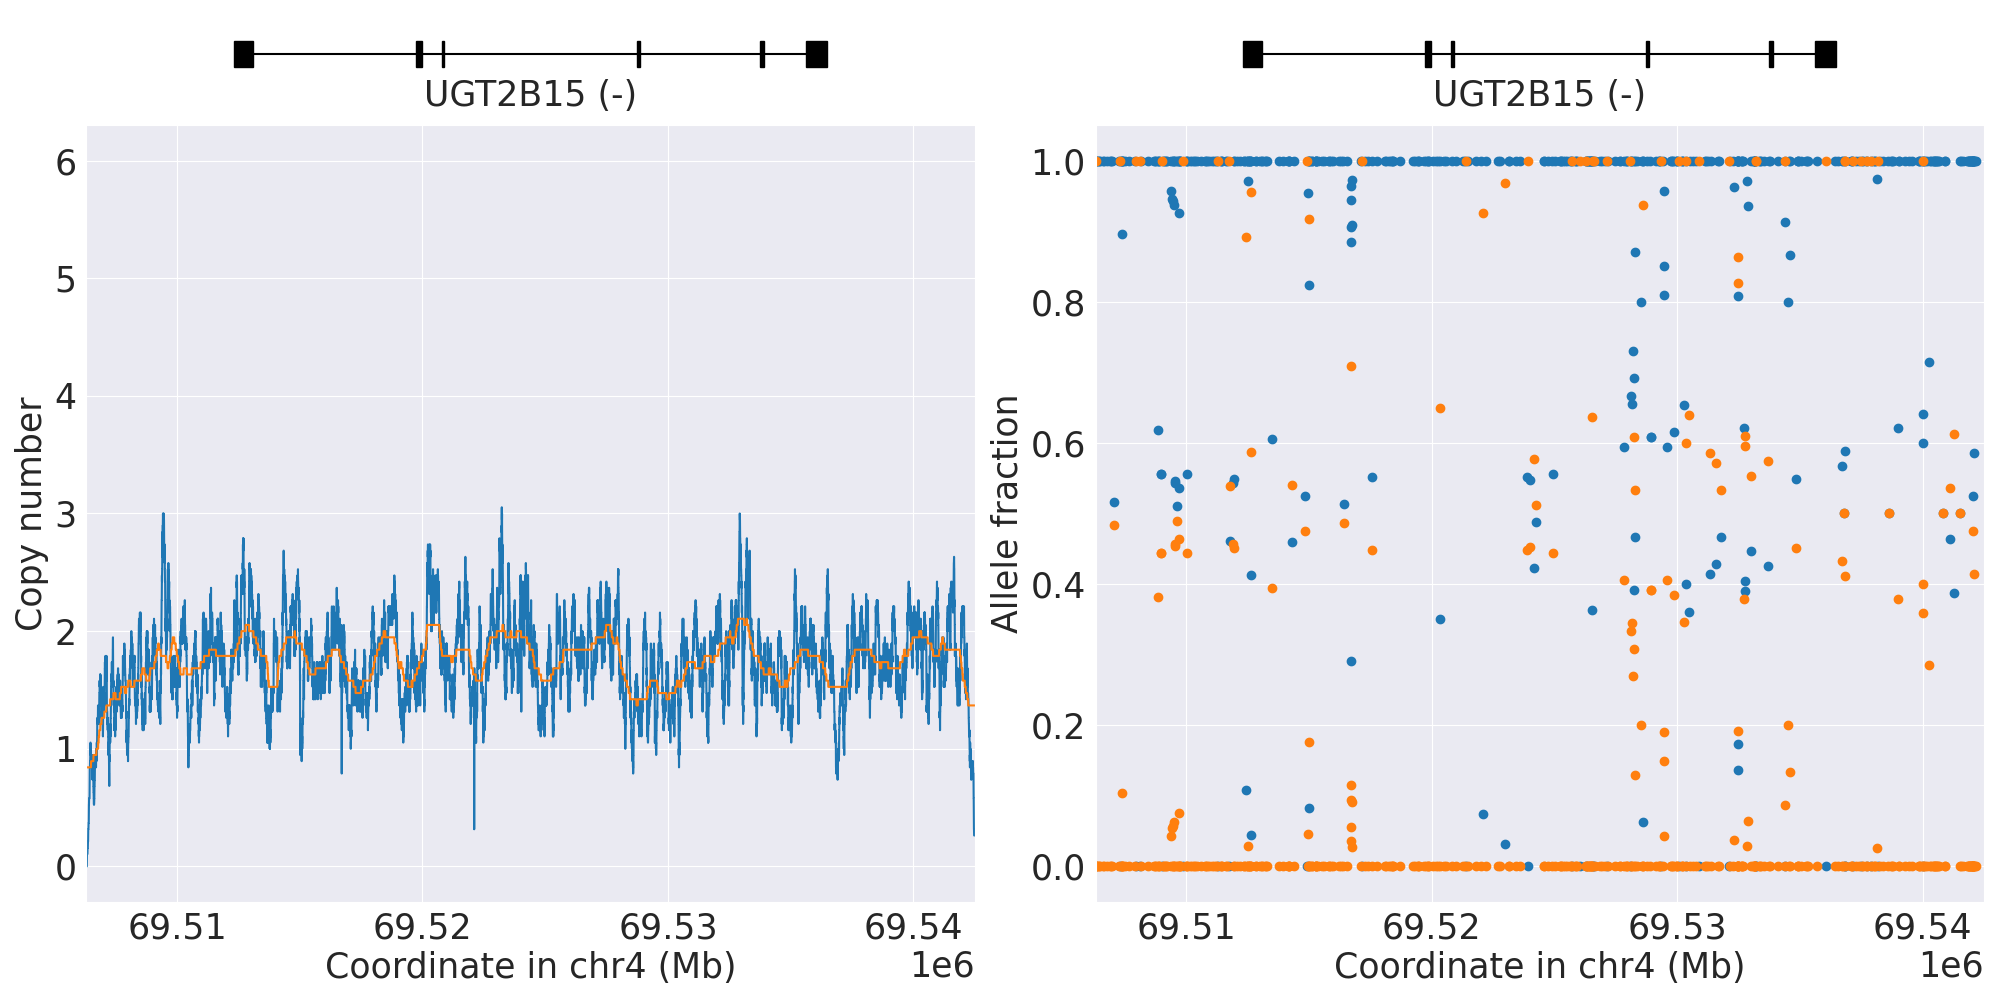 UGT2B15 (-)
Copy number
6
5
4
3
2
1
0
69.51 69.52 69.53 69.54
Coordinate in chr4 (Mb) 1e6
UGT2B15 (-)
Allele fraction
1.0
0.8
0.6
0.4
0.2
0.0
69.51 69.52 69.53 69.54
Coordinate in chr4 (Mb) 1e6